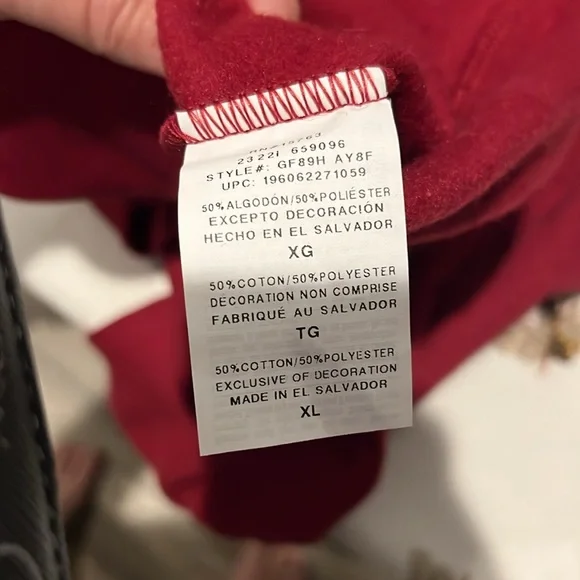 23221 659096
STYLE#: GF89H AY8F
UPC: 196062271059
50%ALGODÓN/50%POLIÉSTER
EXCEPTO DECORACIÓN
HECHO EN EL SALVADOR
XG
50%COTON/50%POLYESTER
DÉCORATION NON COMPRISE
FABRIQUÉ AU SALVADOR
TG
50%COTTON/50%POLYESTER
EXCLUSIVE OF DECORATION
MADE IN EL SALVADOR
XL